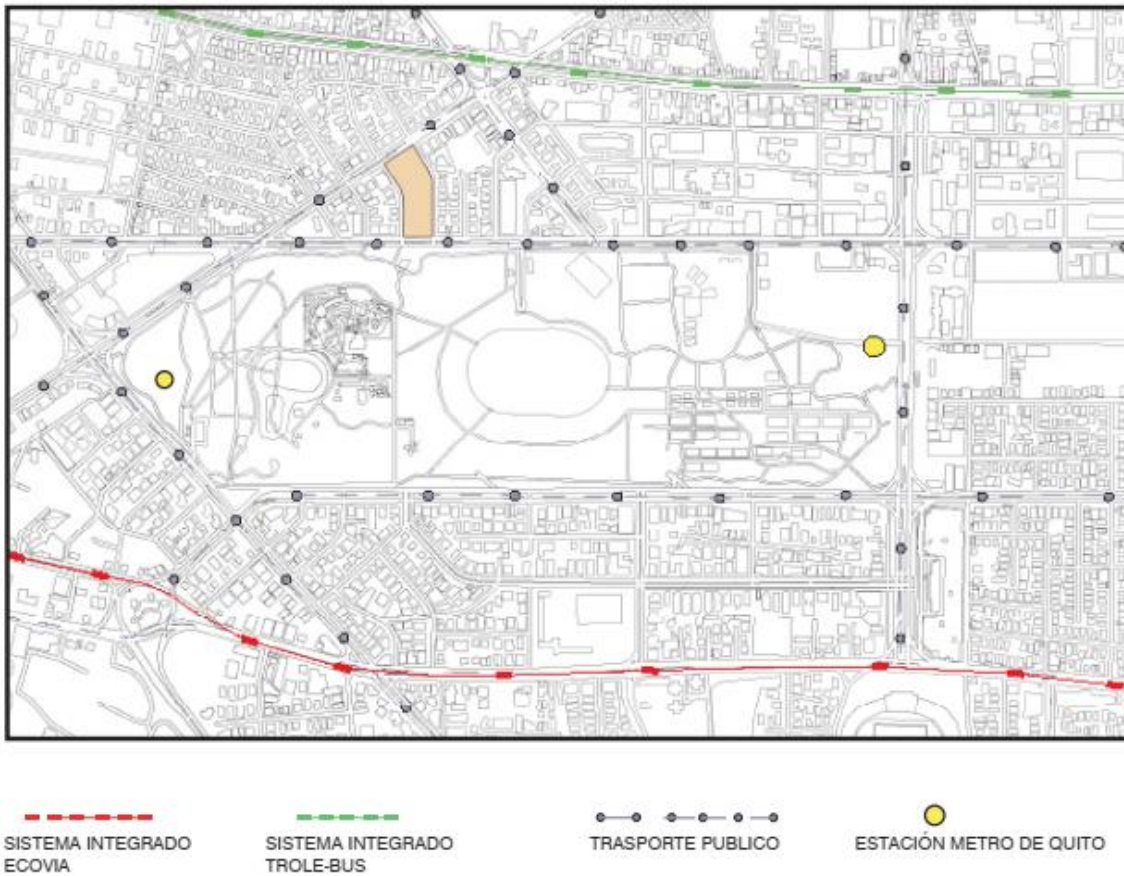 SISTEMA INTEGRADO
ECOVIA
SISTEMA INTEGRADO
TROLE-BUS
TRASPORTE PUBLICO
ESTACIÓN METRO DE QUITO